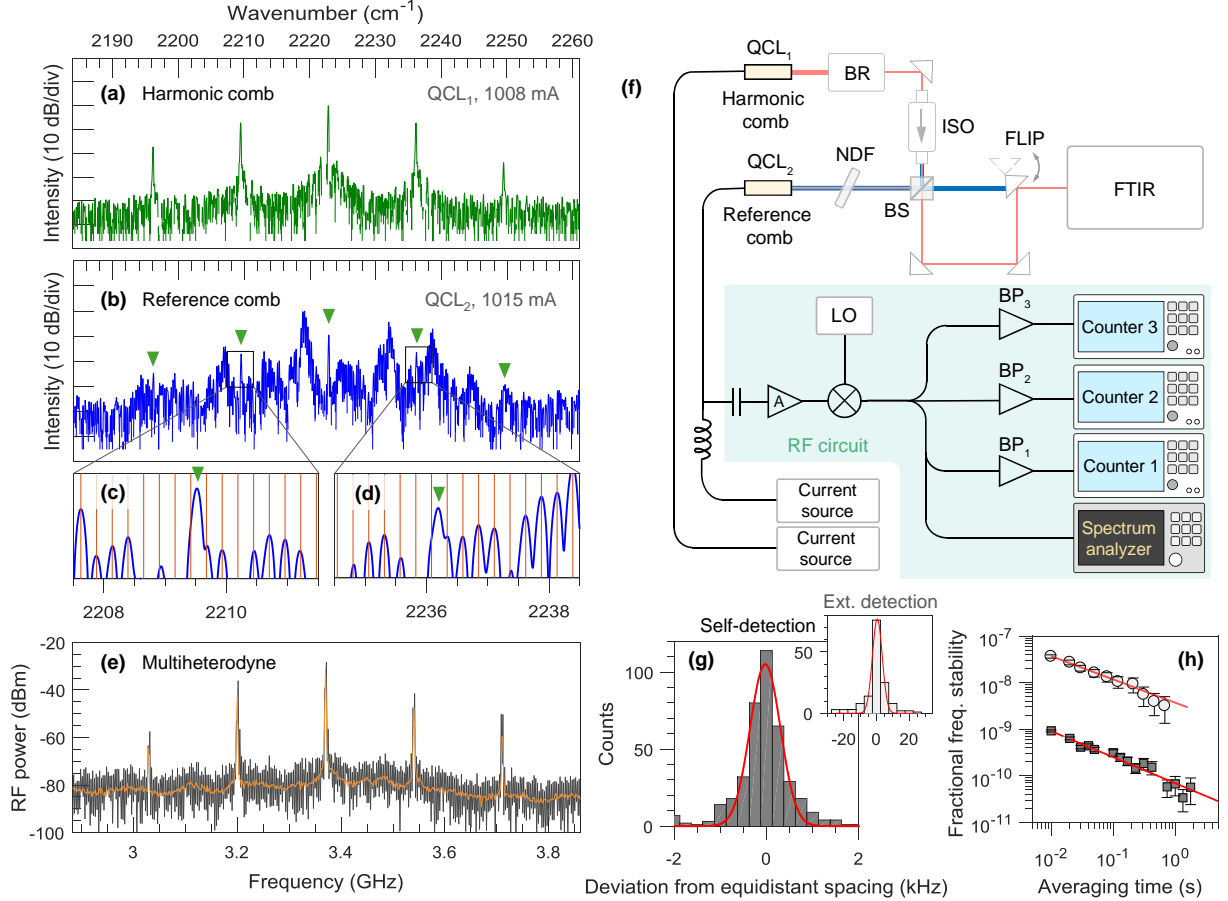 Wavenumber (cm-1)
2190 2200 2210 2220 2230 2240 2250 2260
(a) Harmonic comb QCL1, 1008 mA
Intensity (10 dB/div)
(b) Reference comb QCL2, 1015 mA
Intensity (10 dB/div)
(c)
(d)
2208 2210 2236 2238
(e) Multiheterodyne
RF power (dBm)
-20
-40
-60
-80
-100
3 3.2 3.4 3.6 3.8
Frequency (GHz)
(f)
QCL1
BR
Harmonic
comb
ISO
FLIP
QCL2
NDF
FTIR
BS
Reference
comb
LO
BP3
Counter 3
BP2
Counter 2
A
RF circuit
BP1
Counter 1
Current
source
Current
source
Spectrum
analyzer
Ext. detection
Self-detection
(g)
50
0
-20 0 20
Counts
100
50
0
-2 0 2
Deviation from equidistant spacing (kHz)
(h)
Fractional freq. stability
10-7
10-8
10-9
10-10
10-11
10-2 10-1 100
Averaging time (s)